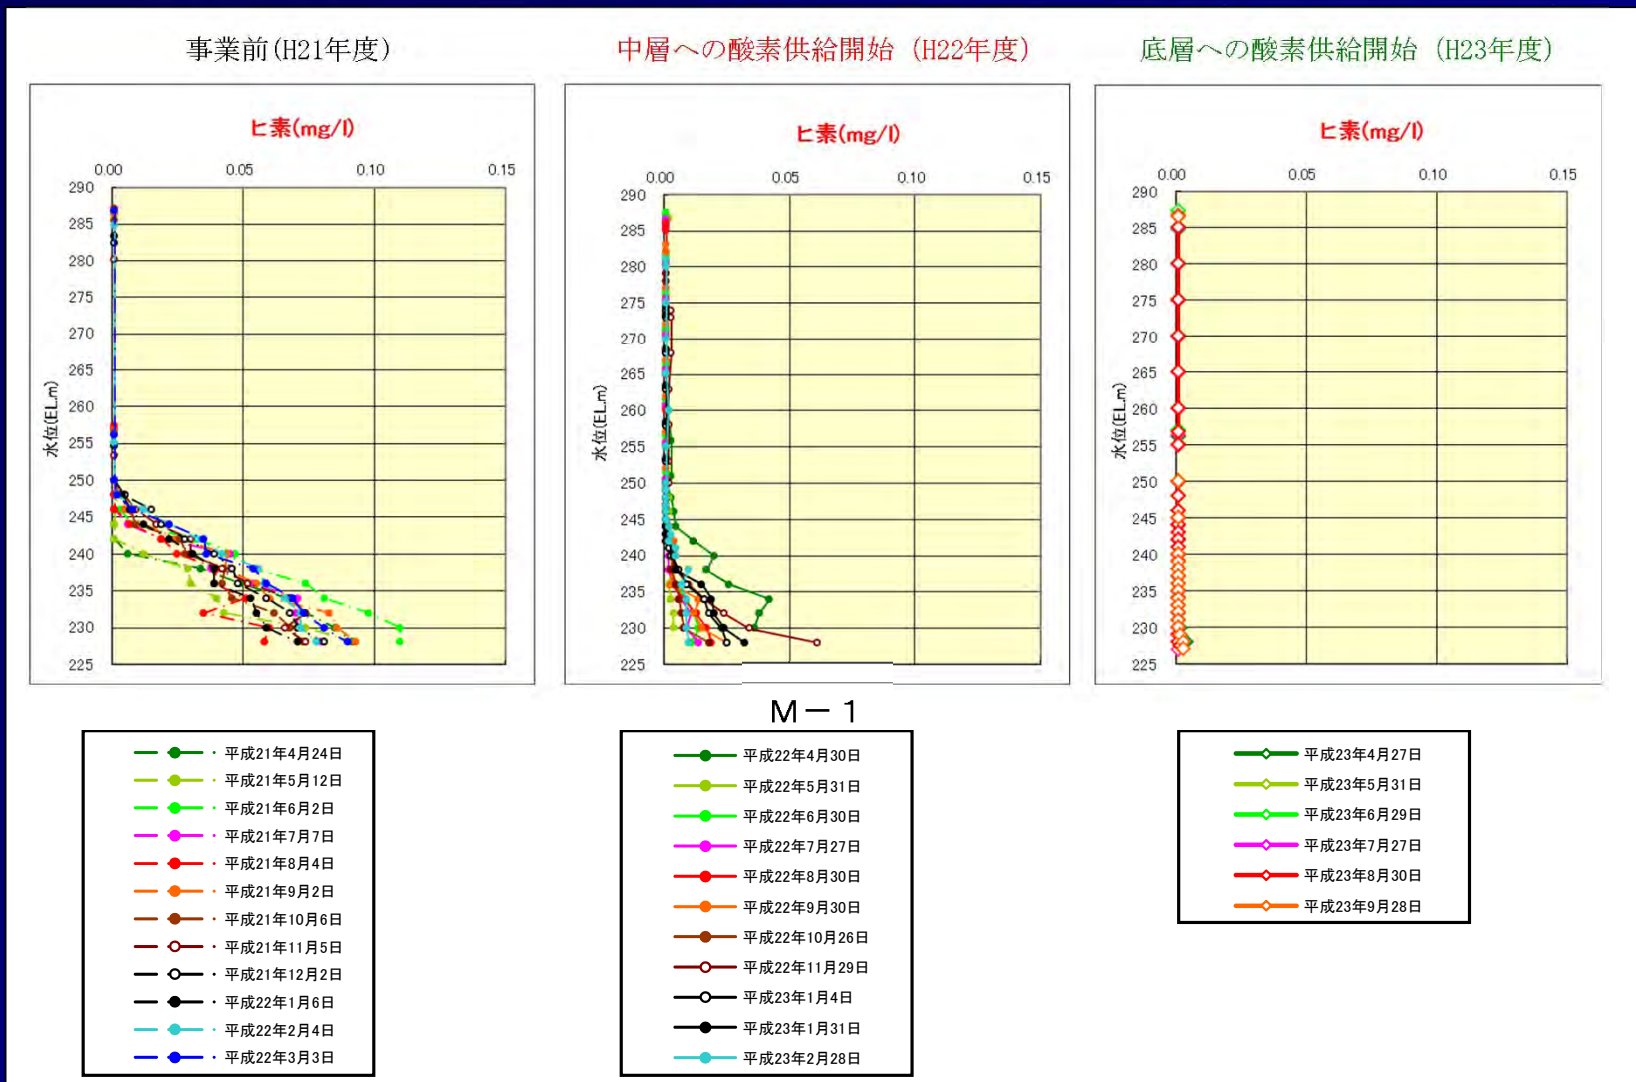 事業前(H21年度)
中層への酸素供給開始 (H22年度)
底層への酸素供給開始 (H23年度)
ヒ素(mg/l)
0.00 0.05 0.10 0.15
290
285
280
275
270
265
260
255
250
245
240
235
230
225
水位(EL.m)
ヒ素(mg/l)
0.00 0.05 0.10 0.15
290
285
280
275
270
265
260
255
250
245
240
235
230
225
水位(EL.m)
ヒ素(mg/l)
0.00 0.05 0.10 0.15
290
285
280
275
270
265
260
255
250
245
240
235
230
225
水位(EL.m)
M－1
平成21年4月24日
平成21年5月12日
平成21年6月2日
平成21年7月7日
平成21年8月4日
平成21年9月2日
平成21年10月6日
平成21年11月5日
平成21年12月2日
平成22年1月6日
平成22年2月4日
平成22年3月3日
平成22年4月30日
平成22年5月31日
平成22年6月30日
平成22年7月27日
平成22年8月30日
平成22年9月30日
平成22年10月26日
平成22年11月29日
平成23年1月4日
平成23年1月31日
平成23年2月28日
平成23年4月27日
平成23年5月31日
平成23年6月29日
平成23年7月27日
平成23年8月30日
平成23年9月28日